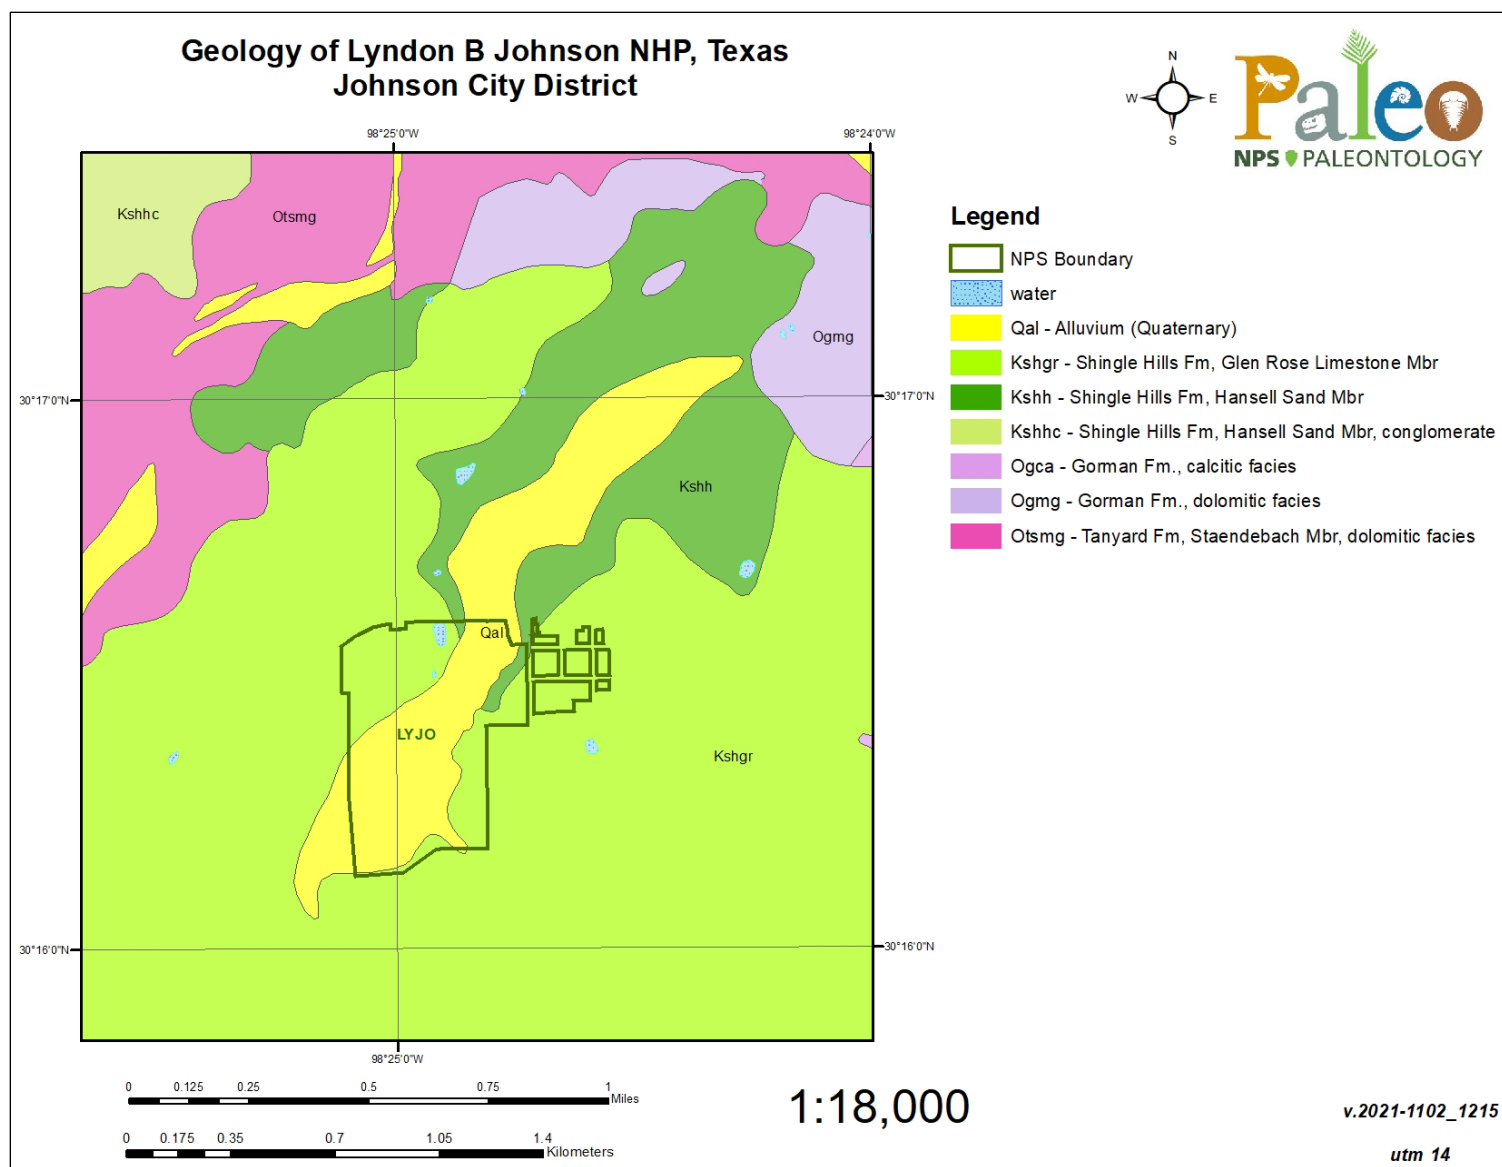 Geology of Lyndon B Johnson NHP, Texas
Johnson City District
N
W E
S
Paleo
NPS PALEONTOLOGY
98°25'0"W 98°24'0"W
Kshhc
Otsmg
Ogmg
30°17'0"N 30°17'0"N
Kshh
Qal
LYJO
Kshgr
30°16'0"N 30°16'0"N
98°25'0"W
Legend
NPS Boundary
water
Qal - Alluvium (Quaternary)
Kshgr - Shingle Hills Fm, Glen Rose Limestone Mbr
Kshh - Shingle Hills Fm, Hansell Sand Mbr
Kshhc - Shingle Hills Fm, Hansell Sand Mbr, conglomerate
Ogca - Gorman Fm., calcitic facies
Ogmg - Gorman Fm., dolomitic facies
Otsmg - Tanyard Fm, Staendebach Mbr, dolomitic facies
0 0.125 0.25 0.5 0.75 1
Miles
0 0.175 0.35 0.7 1.05 1.4
Kilometers
1:18,000
v.2021-1102_1215
utm 14